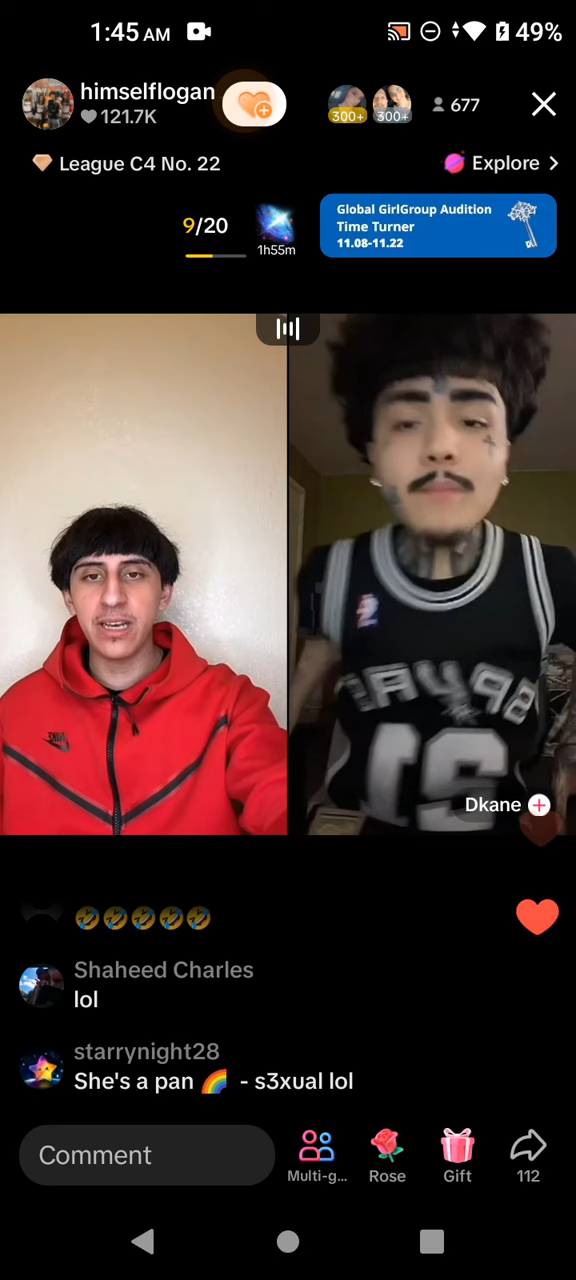 1:45 AM
49%
himselflogan
121.7K
300+
300+
677
League C4 No. 22
Explore >
9/20
1h55m
Global GirlGroup Audition
Time Turner
11.08-11.22
Dkane
🤣🤣🤣🤣🤣
Shaheed Charles
lol
starrynight28
She's a pan 🌈 - s3xual lol
Comment
Multi-g...
Rose
Gift
112